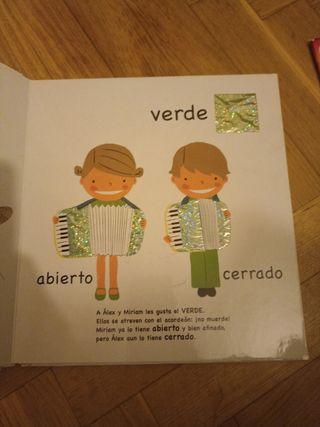 verde
abierto
cerrado
A Álex y Miriam les gusta el VERDE.
Ellos se atreven con el acordeón: ¡no muerde!
Miriam ya lo tiene abierto y bien afinado,
pero Álex aun lo tiene cerrado.